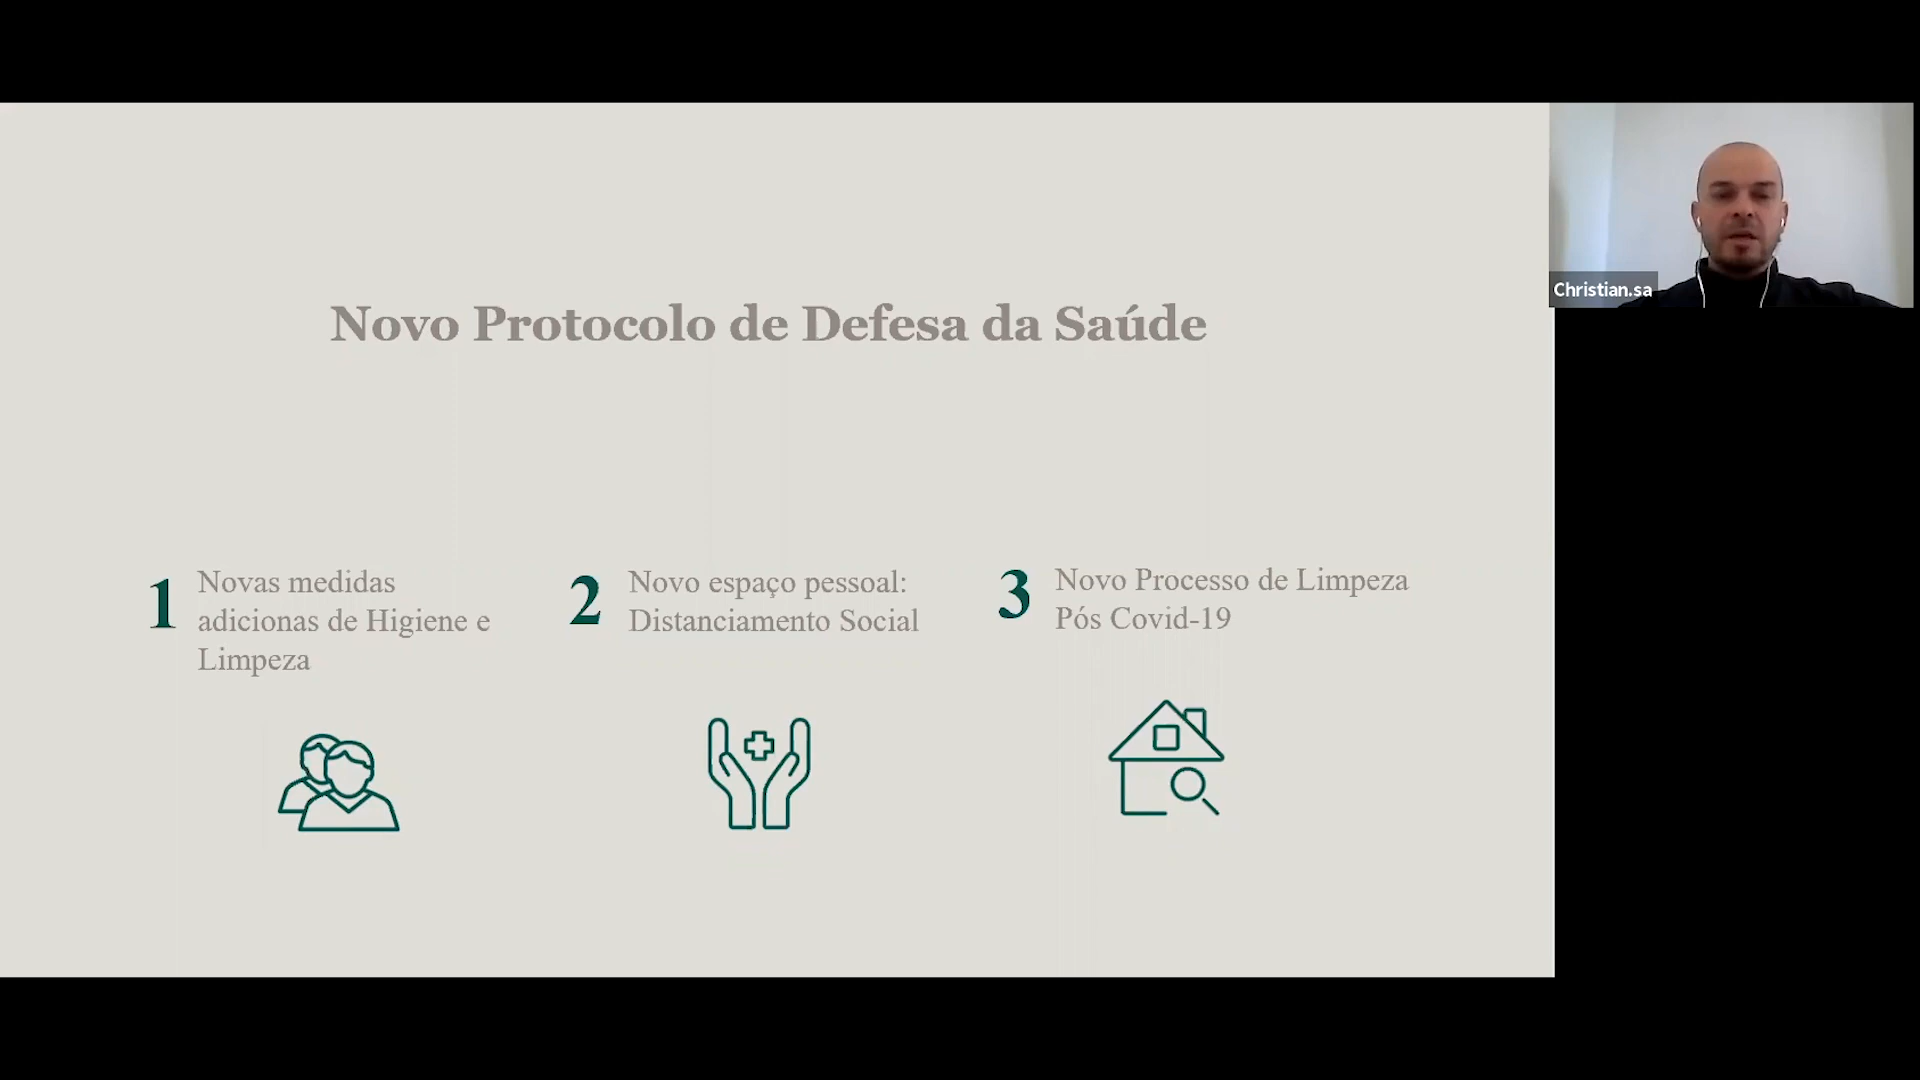 Novo Protocolo de Defesa da Saúde
1
Novas medidas
adicionas de Higiene e
Limpeza
2
Novo espaço pessoal:
Distanciamento Social
3
Novo Processo de Limpeza
Pós Covid-19
Christian.sa